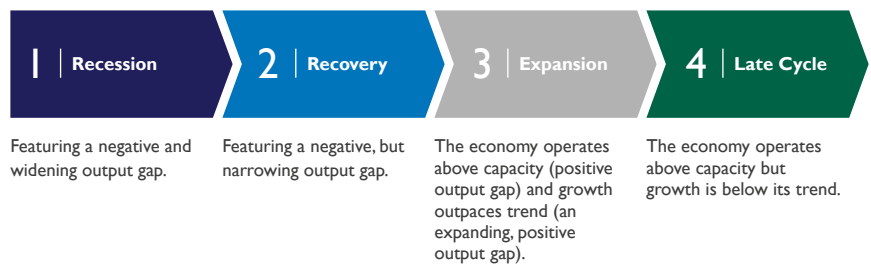 1 | Recession
2 | Recovery
3 | Expansion
4 | Late Cycle
Featuring a negative and
widening output gap.
Featuring a negative, but
narrowing output gap.
The economy operates
above capacity (positive
output gap) and growth
outpaces trend (an
expanding, positive
output gap).
The economy operates
above capacity but
growth is below its trend.